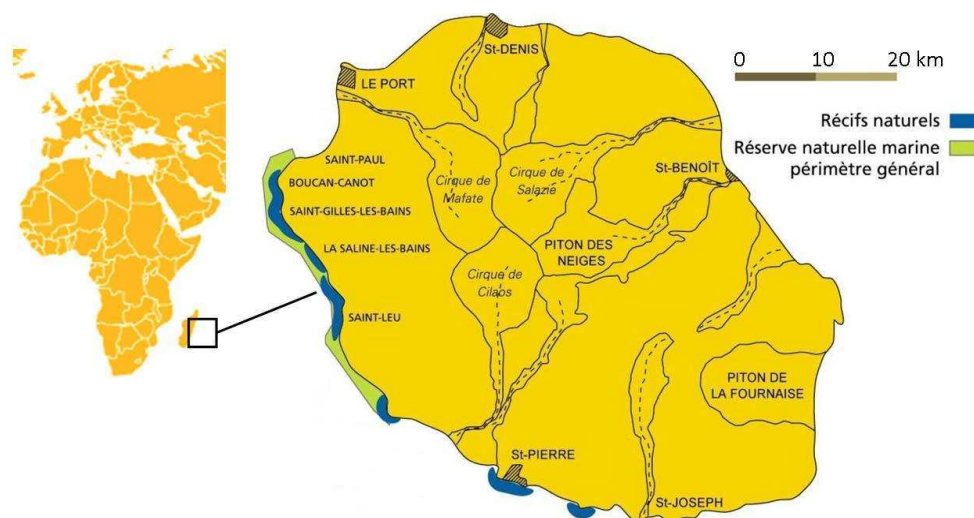 St-DENIS
0 10 20 km
LE PORT
Récifs naturels
Réserve naturelle marine
périmètre général
SAINT-PAUL
BOUCAN-CANOT
SAINT-GILLES-LES-BAINS
LA SALINE-LES-BAINS
SAINT-LEU
Cirque de
Mafate
Cirque de
Salazie
St-BENOÎT
PITON DES
NEIGES
Cirque de
Cilaos
PITON DE
LA FOURNAISE
St-PIERRE
St-JOSEPH